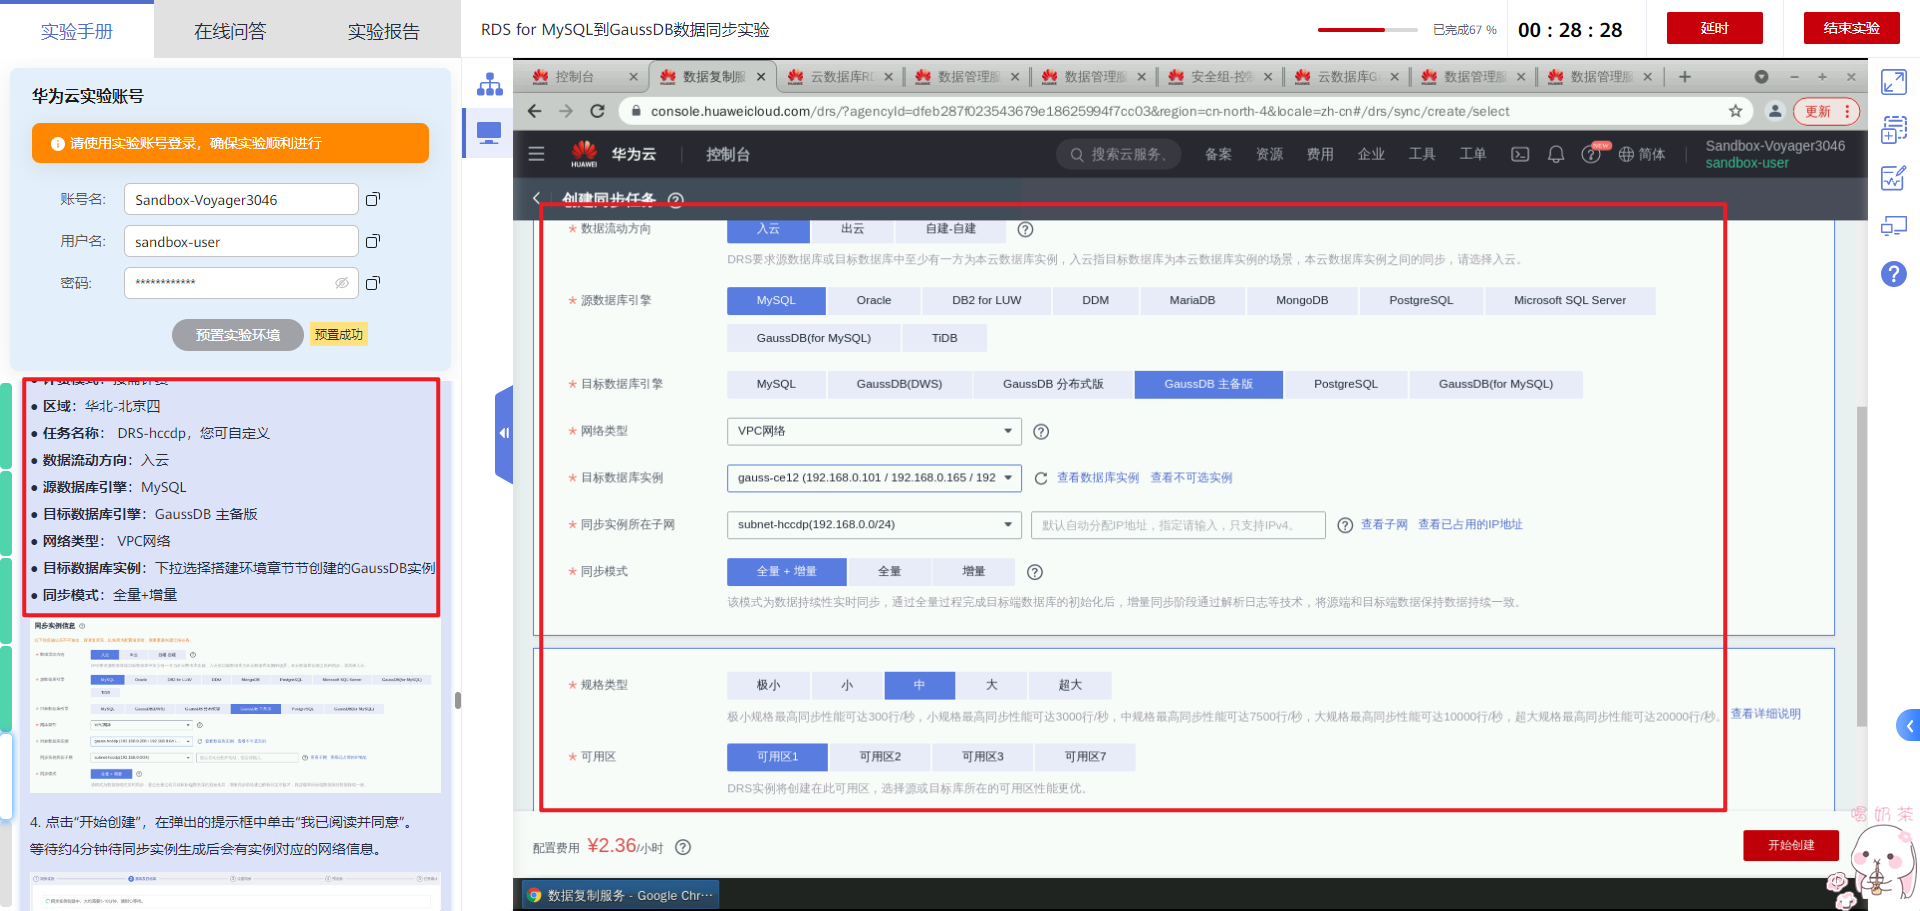 实验手册
在线问答
实验报告
RDS for MySQL到GaussDB数据同步实验
已完成67 %
00 : 28 : 28
延时
结束实验
华为云实验账号
请使用实验账号登录，确保实验顺利进行
账号名:
Sandbox-Voyager3046
用户名:
sandbox-user
密码:
************
预置实验环境
预置成功
● 区域：华北-北京四
● 任务名称： DRS-hccdp，您可自定义
● 数据流动方向：入云
● 源数据库引擎：MySQL
● 目标数据库引擎：GaussDB 主备版
● 网络类型： VPC网络
● 目标数据库实例：下拉选择搭建环境章节节创建的GaussDB实例
● 同步模式：全量+增量
同步实例信息
4. 点击“开始创建”，在弹出的提示框中单击“我已阅读并同意”。
等待约4分钟待同步实例生成后会有实例对应的网络信息。
控制台
数据复制服
云数据库RD
数据管理服
数据管理服
安全组-控制
云数据库G
数据管理服
数据管理服
console.huaweicloud.com/drs/?agencyId=dfeb287f023543679e18625994f7cc03&region=cn-north-4&locale=zh-cn#/drs/sync/create/select
更新
HUAWEI
华为云
控制台
搜索云服务、
备案
资源
费用
企业
工具
工单
NEW
简体
Sandbox-Voyager3046
sandbox-user
创建同步任务
* 数据流动方向
入云
出云
自建-自建
DRS要求源数据库或目标数据库中至少有一方为本云数据库实例，入云指目标数据库为本云数据库实例的场景，本云数据库实例之间的同步，请选择入云。
* 源数据库引擎
MySQL
Oracle
DB2 for LUW
DDM
MariaDB
MongoDB
PostgreSQL
Microsoft SQL Server
GaussDB(for MySQL)
TiDB
* 目标数据库引擎
MySQL
GaussDB(DWS)
GaussDB 分布式版
GaussDB 主备版
PostgreSQL
GaussDB(for MySQL)
* 网络类型
VPC网络
* 目标数据库实例
gauss-ce12 (192.168.0.101 / 192.168.0.165 / 192
查看数据库实例
查看不可选实例
* 同步实例所在子网
subnet-hccdp(192.168.0.0/24)
默认自动分配IP地址，指定请输入，只支持IPv4。
查看子网
查看已占用的IP地址
* 同步模式
全量 + 增量
全量
增量
该模式为数据持续性实时同步，通过全量过程完成目标端数据库的初始化后，增量同步阶段通过解析日志等技术，将源端和目标端数据保持数据持续一致。
* 规格类型
极小
小
中
大
超大
极小规格最高同步性能可达300行/秒，小规格最高同步性能可达3000行/秒，中规格最高同步性能可达7500行/秒，大规格最高同步性能可达10000行/秒，超大规格最高同步性能可达20000行/秒。
查看详细说明
* 可用区
可用区1
可用区2
可用区3
可用区7
DRS实例将创建在此可用区，选择源或目标库所在的可用区性能更优。
配置费用 ¥2.36/小时
开始创建
数据复制服务 - Google Chr…
喝奶茶